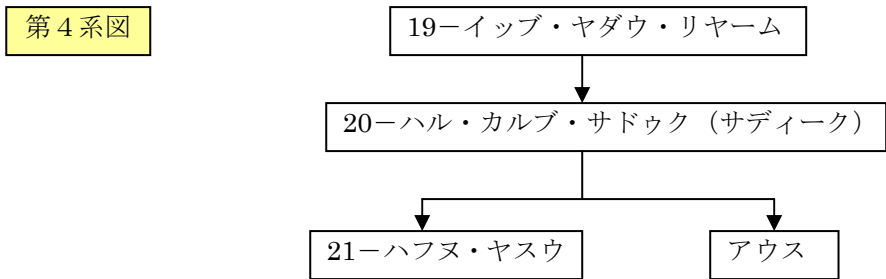 第４系図
19－イッブ・ヤダウ・リヤーム
20－ハル・カルブ・サドゥク（サディーク）
21－ハフヌ・ヤスウ
アウス